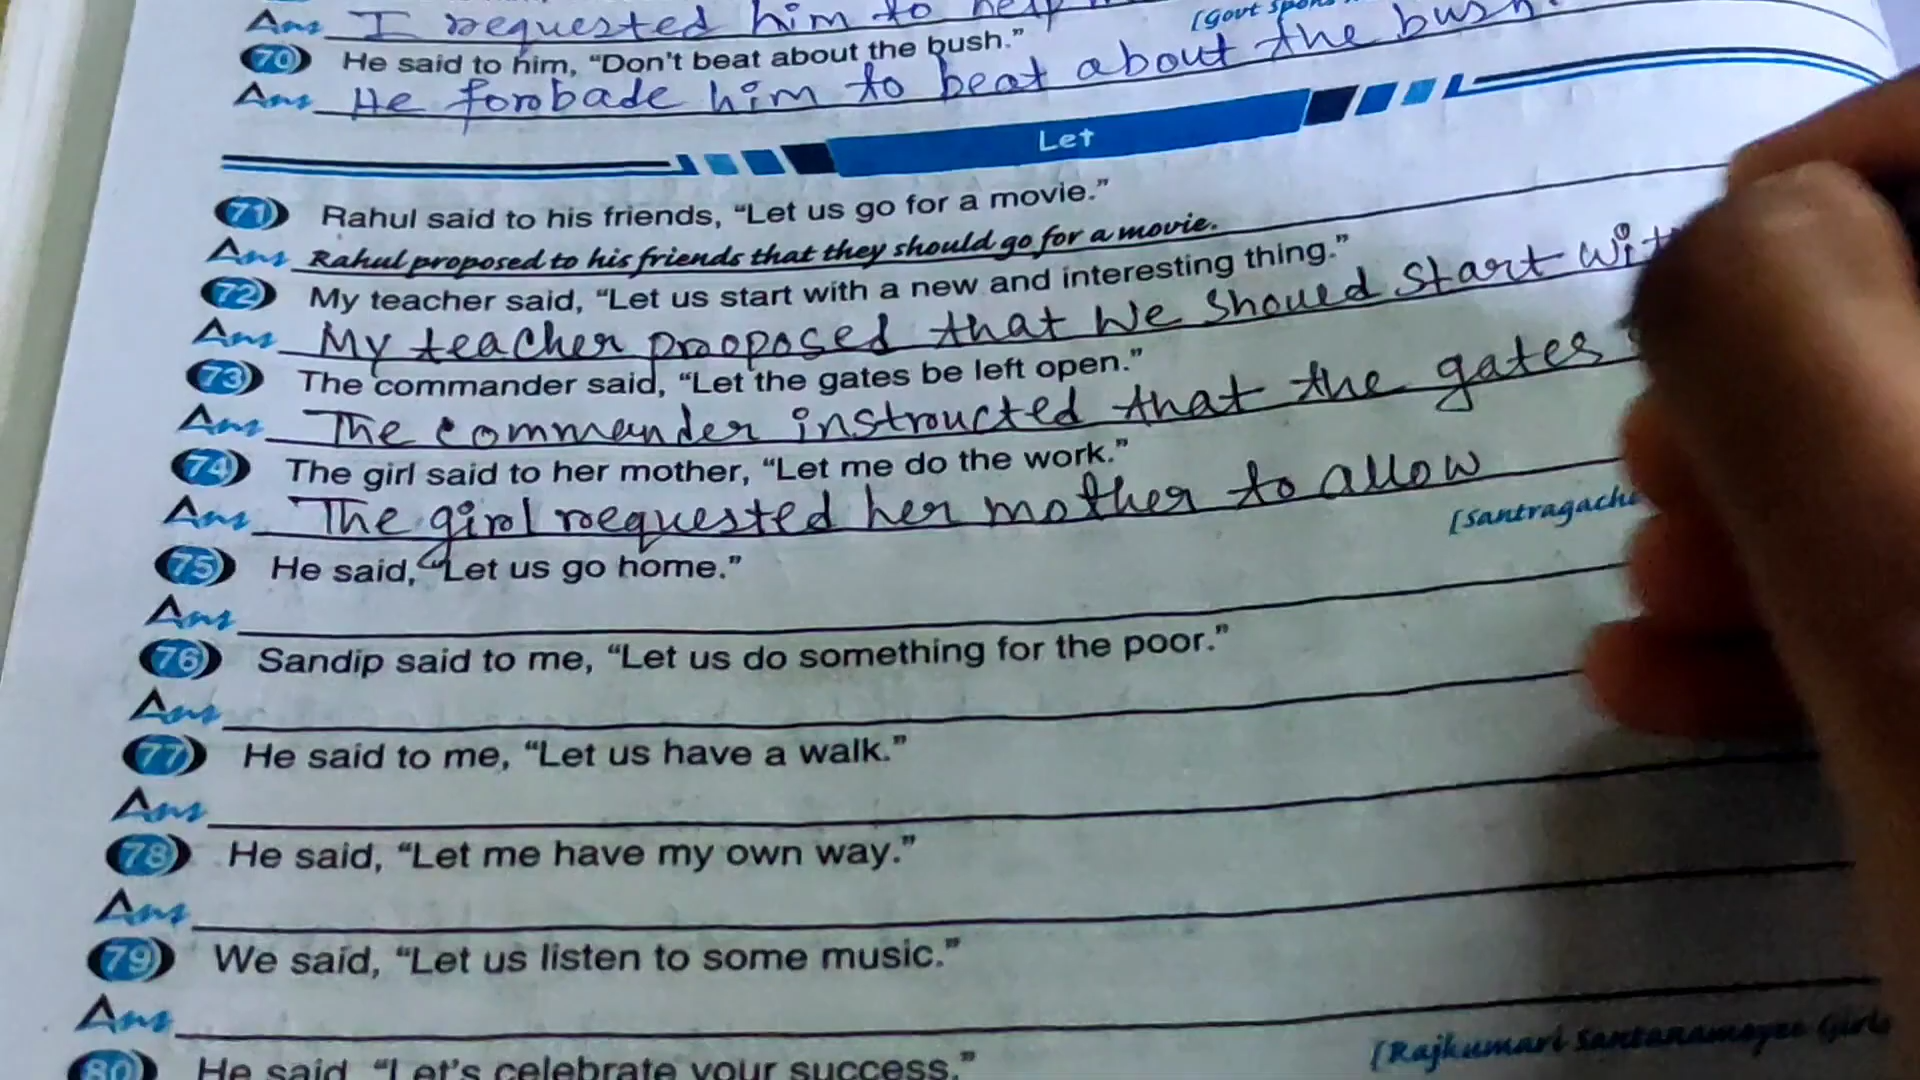 Ans I requested him to help
[Govt Spons
70 He said to him, "Don't beat about the bush."
Ans He forobade him to beat about the bush.
Let
71 Rahul said to his friends, "Let us go for a movie."
Ans Rahul proposed to his friends that they should go for a movie.
72 My teacher said, "Let us start with a new and interesting thing."
Ans My teacher proposed that we should start wit
73 The commander said, "Let the gates be left open."
Ans The commander instructed that the gates
74 The girl said to her mother, "Let me do the work."
Ans The girl requested her mother to allow
[Santragachi
75 He said, "Let us go home."
Ans
76 Sandip said to me, "Let us do something for the poor."
Ans
77 He said to me, "Let us have a walk."
Ans
78 He said, "Let me have my own way."
Ans
79 We said, "Let us listen to some music."
Ans
[Rajkumari Santanamoyee Girls
80 He said, "Let's celebrate your success."